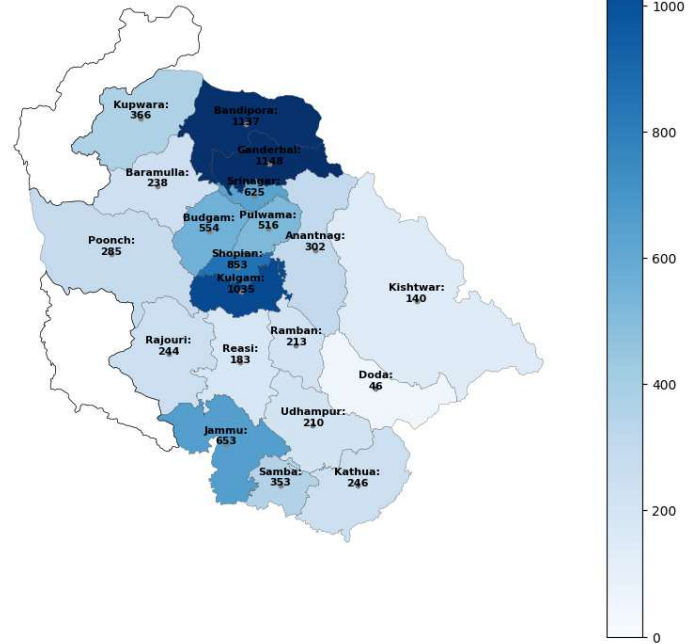 1000
Kupwara:
366
Bandipora:
1137
Ganderbal:
1148
Baramulla:
238
Srinagar:
625
800
Budgam:
554
Pulwama:
516
Poonch:
285
Anantnag:
302
Shopian:
853
600
Kulgam:
1035
Kishtwar:
140
Ramban:
213
Rajouri:
244
Reasi:
183
Doda:
46
400
Udhampur:
210
Jammu:
653
Samba:
353
Kathua:
246
200
0